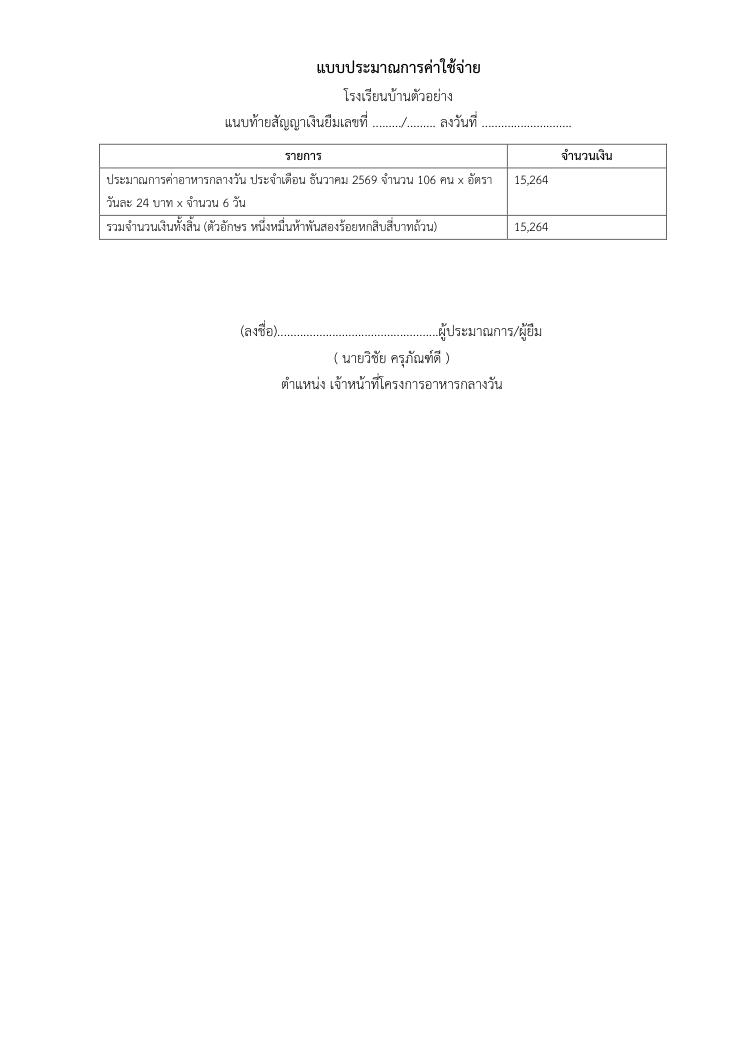 แบบประมาณการค่าใช้จ่าย
โรงเรียนบ้านตัวอย่าง
แนบท้ายสัญญาเงินยืมเลขที่ ........./......... ลงวันที่ ............................
รายการ จำนวนเงิน
ประมาณการค่าอาหารกลางวัน ประจำเดือน ธันวาคม 2569 จำนวน 106 คน x อัตรา 15,264
วันละ 24 บาท x จำนวน 6 วัน
รวมจำนวนเงินทั้งสิ้น (ตัวอักษร หนึ่งหมื่นห้าพันสองร้อยหกสิบสี่บาทถ้วน) 15,264
(ลงชื่อ)..................................................ผู้ประมาณการ/ผู้ยืม
( นายวิชัย ครุภัณฑ์ดี )
ตำแหน่ง เจ้าหน้าที่โครงการอาหารกลางวัน